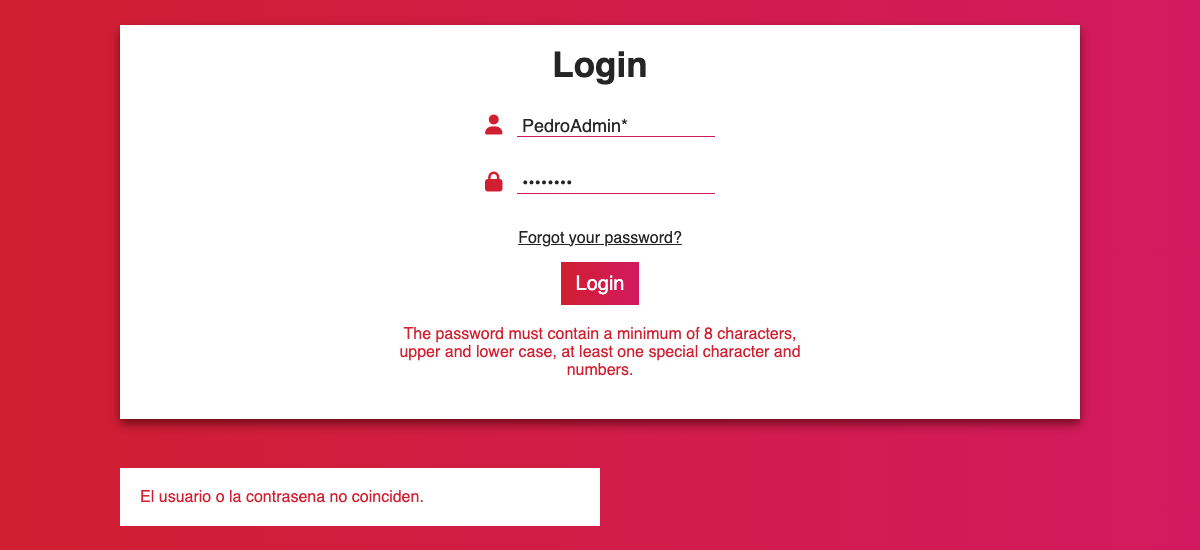 Login
PedroAdmin*
••••••••
Forgot your password?
Login
The password must contain a minimum of 8 characters,
upper and lower case, at least one special character and
numbers.
El usuario o la contrasena no coinciden.